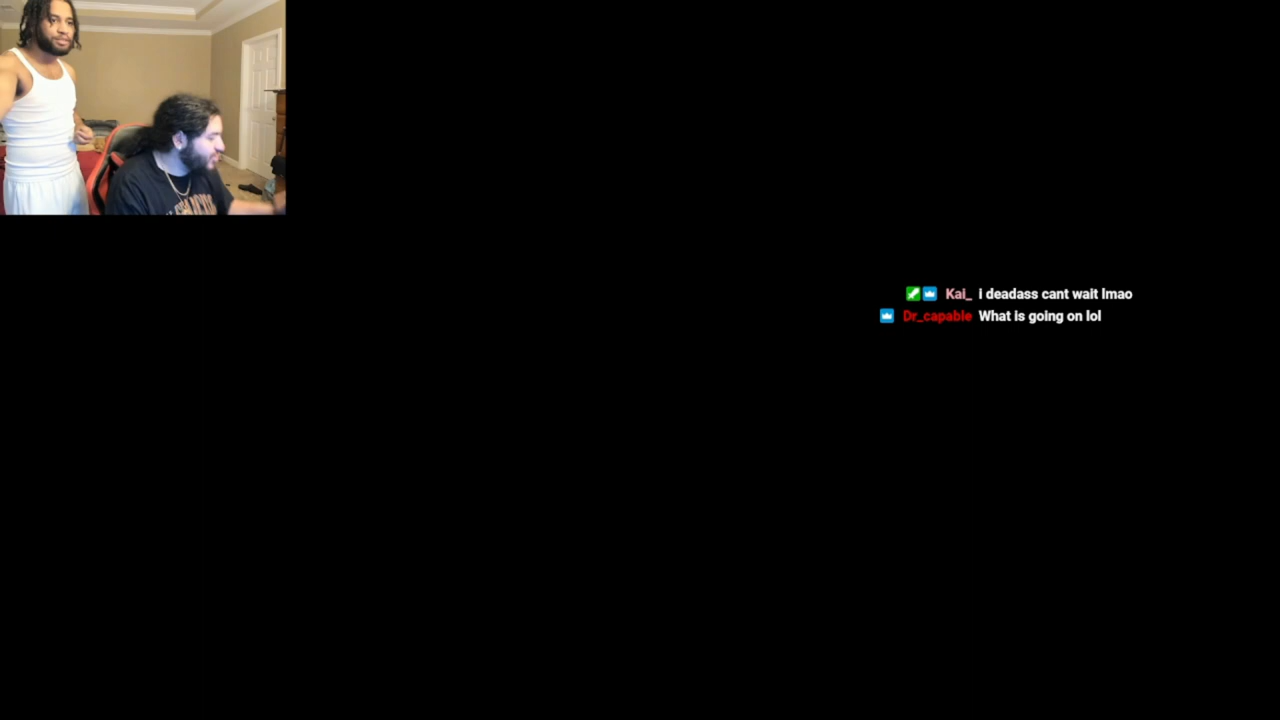 Kai_ i deadass cant wait lmao
Dr_capable What is going on lol